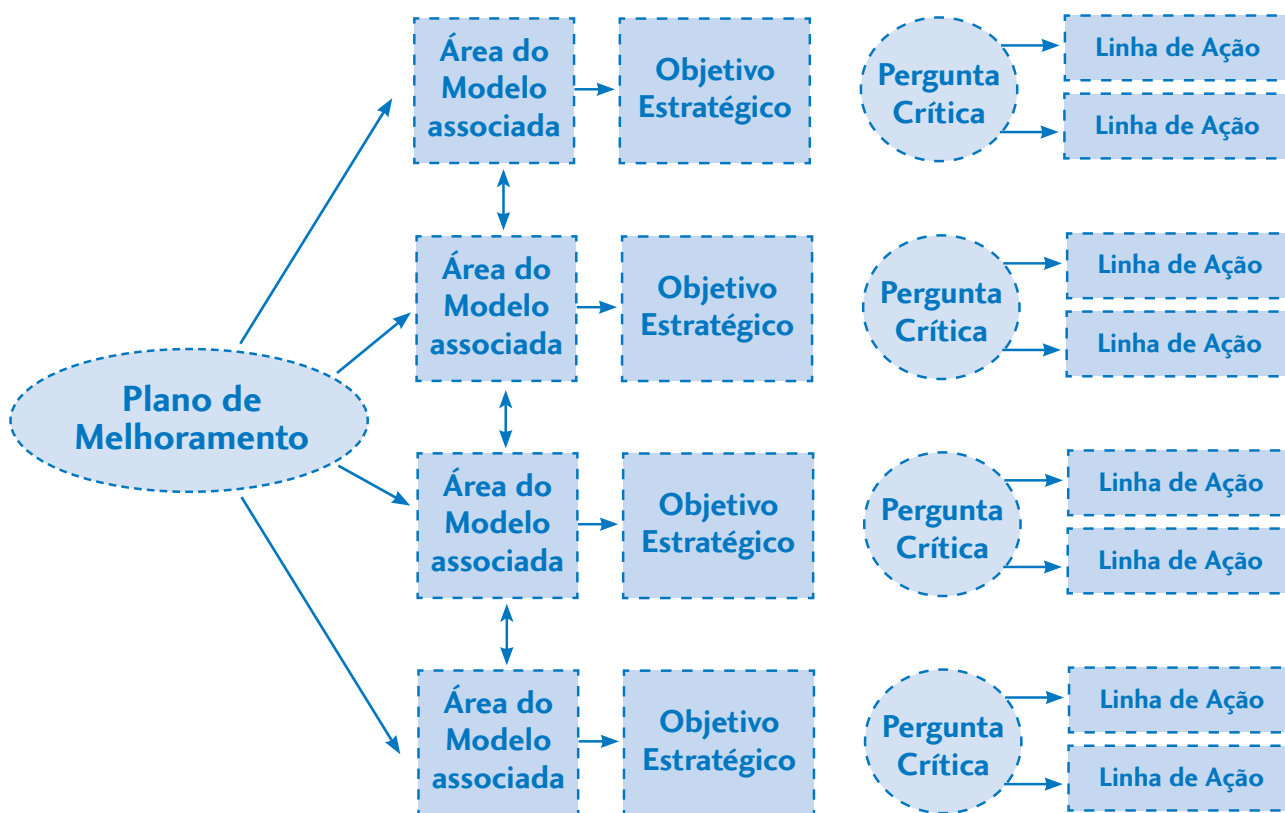 Plano de
Melhoramento
Área do
Modelo
associada
Objetivo
Estratégico
Pergunta
Crítica
Linha de Ação
Linha de Ação
Área do
Modelo
associada
Objetivo
Estratégico
Pergunta
Crítica
Linha de Ação
Linha de Ação
Área do
Modelo
associada
Objetivo
Estratégico
Pergunta
Crítica
Linha de Ação
Linha de Ação
Área do
Modelo
associada
Objetivo
Estratégico
Pergunta
Crítica
Linha de Ação
Linha de Ação